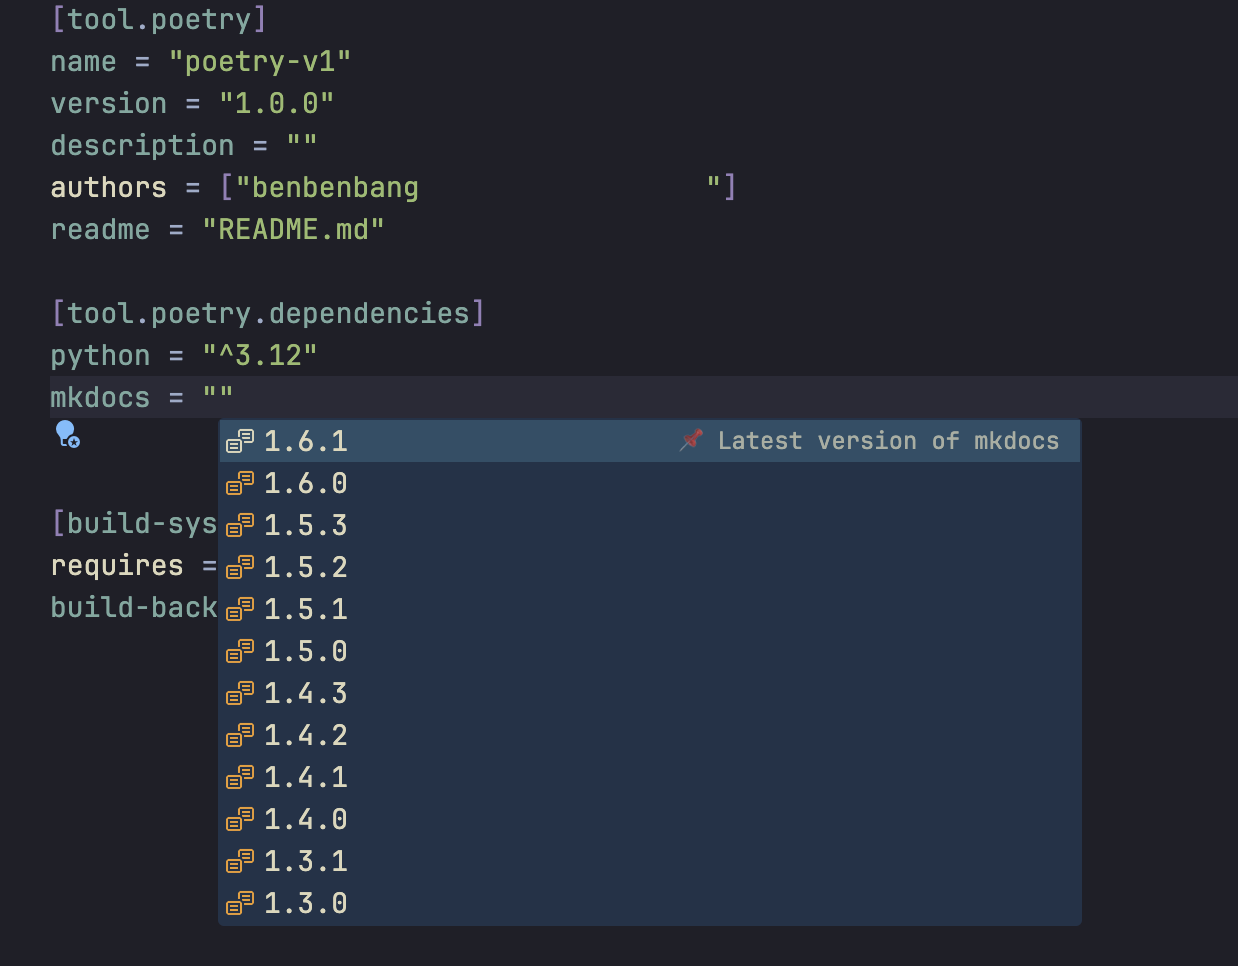 [tool.poetry]
name = "poetry-v1"
version = "1.0.0"
description = ""
authors = ["benbenbang                 "]
readme = "README.md"
[tool.poetry.dependencies]
python = "^3.12"
mkdocs = ""
1.6.1 Latest version of mkdocs
1.6.0
1.5.3
[build-sys
1.5.2
requires =
1.5.1
build-back
1.5.0
1.4.3
1.4.2
1.4.1
1.4.0
1.3.1
1.3.0